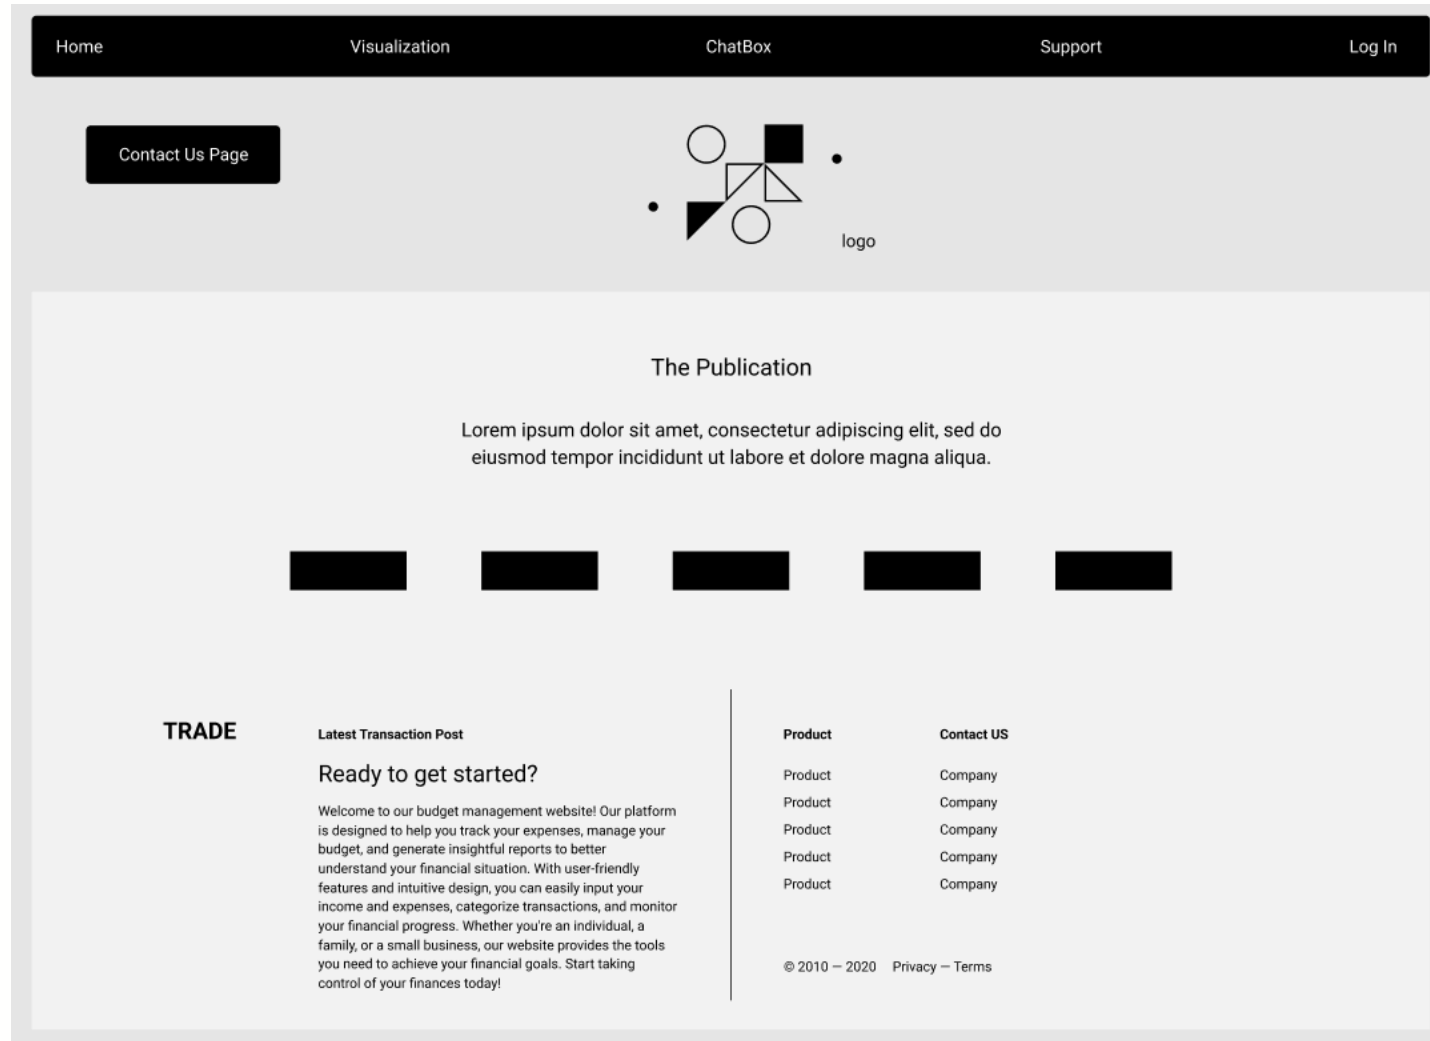 Home
Visualization
ChatBox
Support
Log In
Contact Us Page
logo
The Publication
Lorem ipsum dolor sit amet, consectetur adipiscing elit, sed do
eiusmod tempor incididunt ut labore et dolore magna aliqua.
TRADE
Latest Transaction Post
Ready to get started?
Welcome to our budget management website! Our platform
is designed to help you track your expenses, manage your
budget, and generate insightful reports to better
understand your financial situation. With user-friendly
features and intuitive design, you can easily input your
income and expenses, categorize transactions, and monitor
your financial progress. Whether you're an individual, a
family, or a small business, our website provides the tools
you need to achieve your financial goals. Start taking
control of your finances today!
Product
Product
Product
Product
Product
Product
Contact US
Company
Company
Company
Company
Company
© 2010 — 2020 Privacy — Terms